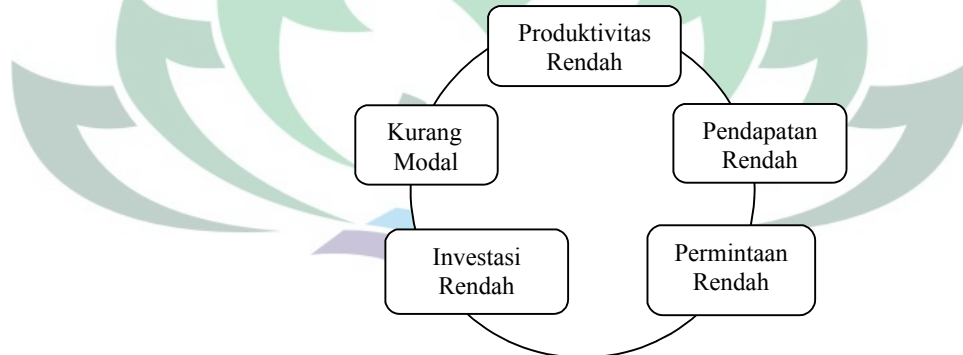 Produktivitas
Rendah
Kurang
Modal
Pendapatan
Rendah
Investasi
Rendah
Permintaan
Rendah